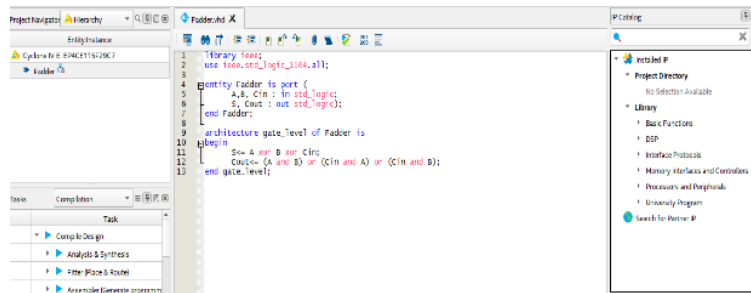 Project Navigator
Hierarchy
Entity:Instance
Cyclone IV E: EP4CE115F29C7
Fadder
Tasks
Compilation
Task
Compile Design
Analysis & Synthesis
Fitter (Place & Route)
Assembler (Generate programm
Fadder.vhd
1 library ieee;
2 use ieee.std_logic_1164.all;
3
4 entity Fadder is port (
5 A,B, Cin : in std_logic;
6 S, Cout : out std_logic);
7 end Fadder;
8
9 architecture gate_level of Fadder is
10 begin
11 S<= A xor B xor Cin;
12 Cout<= (A and B) or (Cin and A) or (Cin and B);
13 end gate_level;
IP Catalog
Installed IP
Project Directory
No Selection Available
Library
Basic Functions
DSP
Interface Protocols
Memory Interfaces and Controllers
Processors and Peripherals
University Program
Search for Partner IP